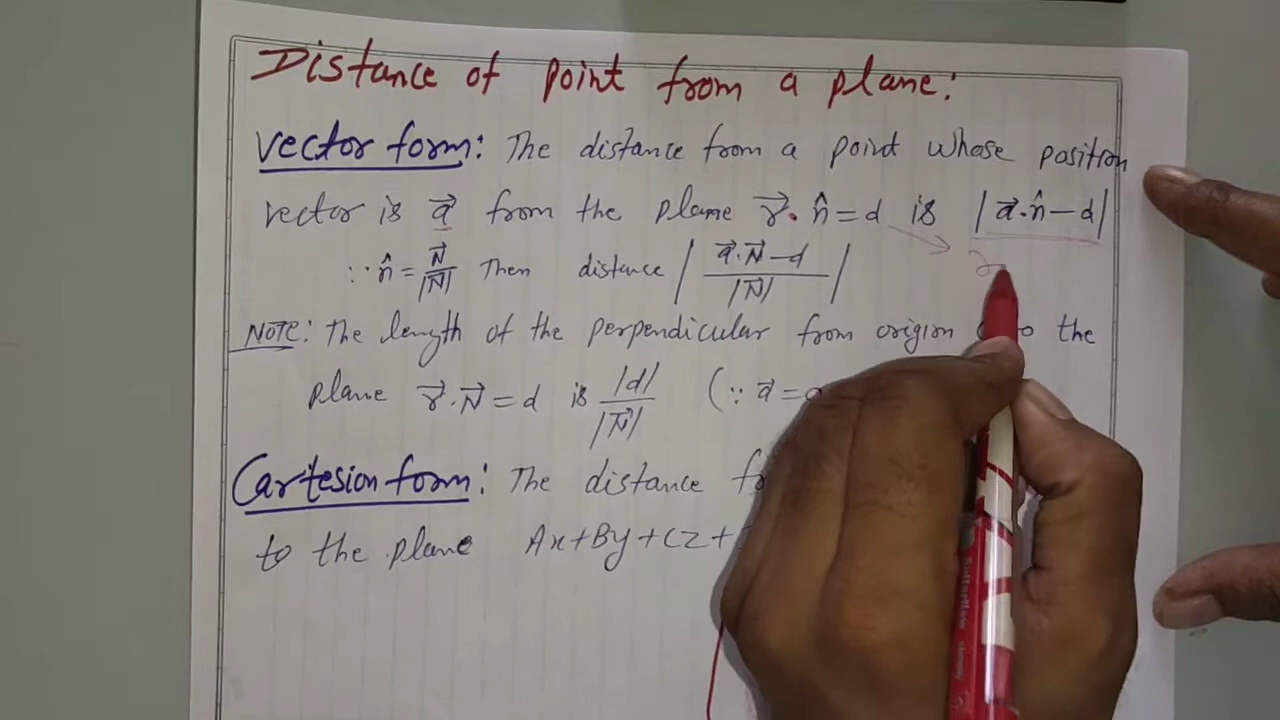 Distance of point from a plane:
Vector form: The distance from a point whose position
vector is a⃗ from the plane r⃗. n̂ = d is |a⃗.n̂ - d|
∵ n̂ = N⃗/|N⃗| Then distance |(a⃗.N⃗ - d)/|N⃗||
NOTE: The length of the perpendicular from origion the
plane r⃗.N⃗ = d is |d|/|N⃗| (∵ a⃗ =
Cartesion form: The distance
to the plane Ax+By+Cz+
Butterflow